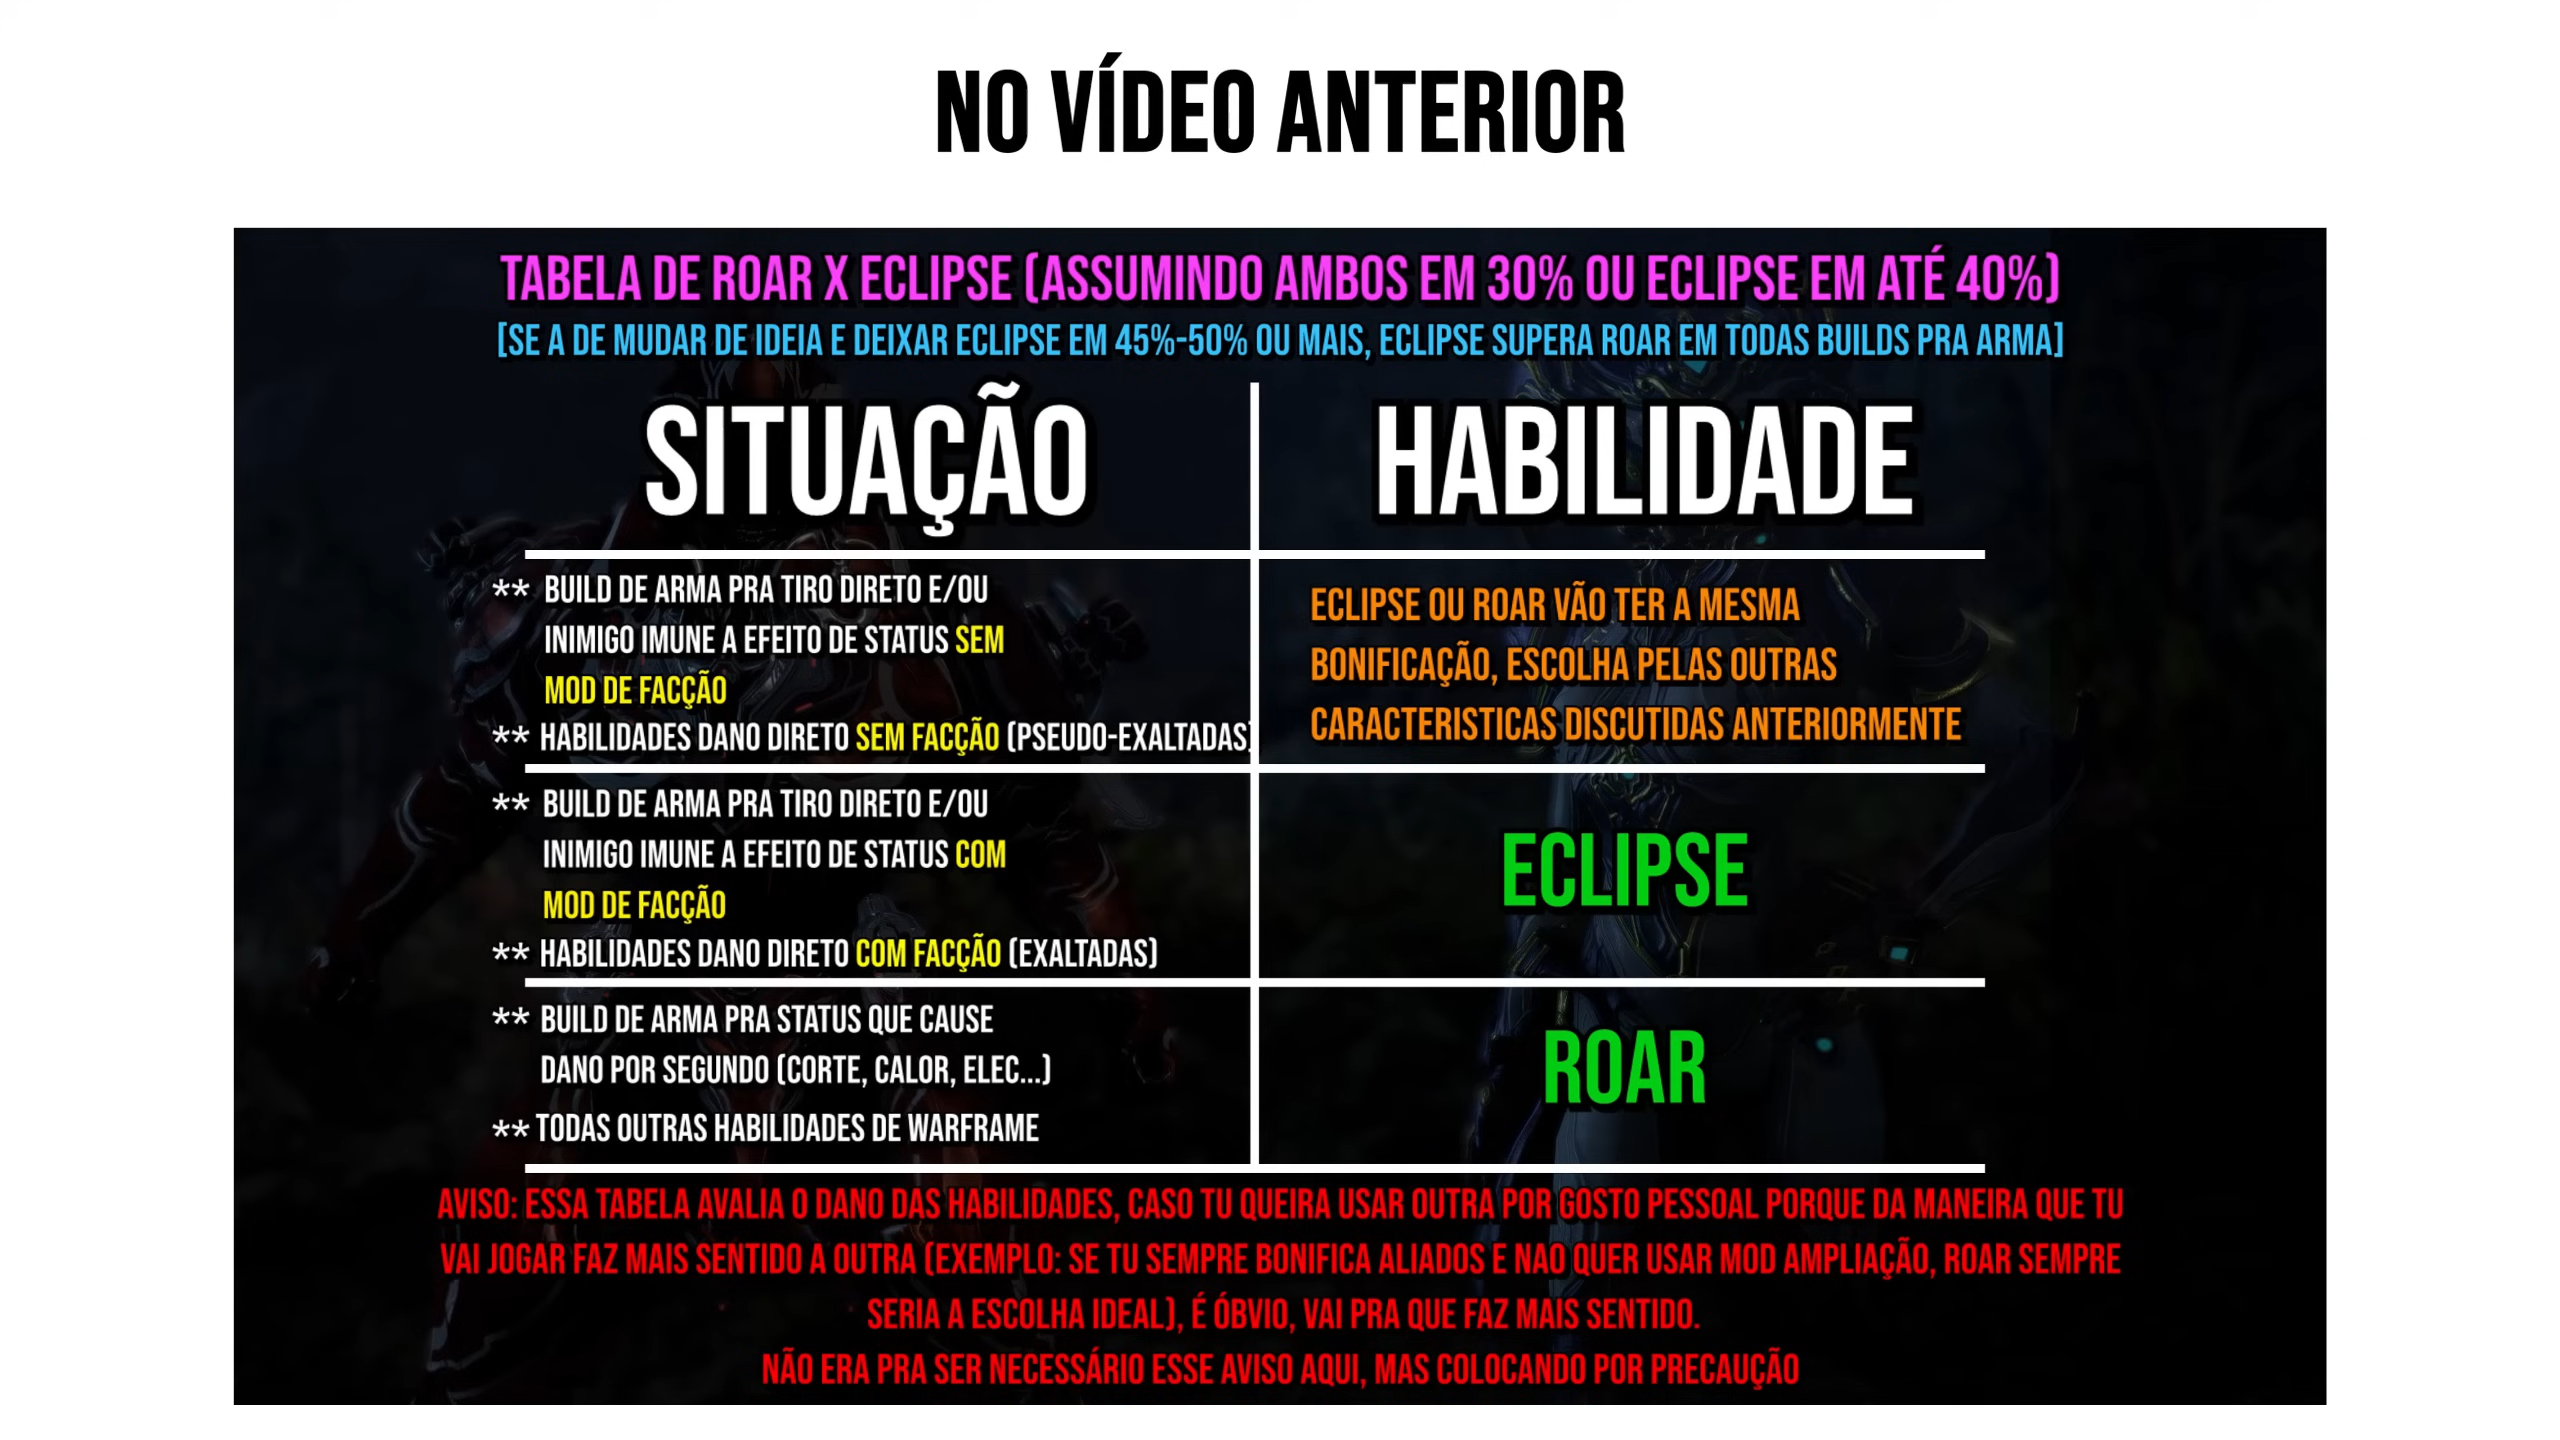 NO VÍDEO ANTERIOR
TABELA DE ROAR X ECLIPSE (ASSUMINDO AMBOS EM 30% OU ECLIPSE EM ATÉ 40%)
[SE A DE MUDAR DE IDEIA E DEIXAR ECLIPSE EM 45%-50% OU MAIS, ECLIPSE SUPERA ROAR EM TODAS BUILDS PRA ARMA]
SITUAÇÃO
HABILIDADE
** BUILD DE ARMA PRA TIRO DIRETO E/OU
INIMIGO IMUNE A EFEITO DE STATUS SEM
MOD DE FACÇÃO
** HABILIDADES DANO DIRETO SEM FACÇÃO (PSEUDO-EXALTADAS)
ECLIPSE OU ROAR VÃO TER A MESMA
BONIFICAÇÃO, ESCOLHA PELAS OUTRAS
CARACTERISTICAS DISCUTIDAS ANTERIORMENTE
** BUILD DE ARMA PRA TIRO DIRETO E/OU
INIMIGO IMUNE A EFEITO DE STATUS COM
MOD DE FACÇÃO
** HABILIDADES DANO DIRETO COM FACÇÃO (EXALTADAS)
ECLIPSE
** BUILD DE ARMA PRA STATUS QUE CAUSE
DANO POR SEGUNDO (CORTE, CALOR, ELEC...)
** TODAS OUTRAS HABILIDADES DE WARFRAME
ROAR
AVISO: ESSA TABELA AVALIA O DANO DAS HABILIDADES, CASO TU QUEIRA USAR OUTRA POR GOSTO PESSOAL PORQUE DA MANEIRA QUE TU
VAI JOGAR FAZ MAIS SENTIDO A OUTRA (EXEMPLO: SE TU SEMPRE BONIFICA ALIADOS E NAO QUER USAR MOD AMPLIAÇÃO, ROAR SEMPRE
SERIA A ESCOLHA IDEAL), É ÓBVIO, VAI PRA QUE FAZ MAIS SENTIDO.
NÃO ERA PRA SER NECESSÁRIO ESSE AVISO AQUI, MAS COLOCANDO POR PRECAUÇÃO